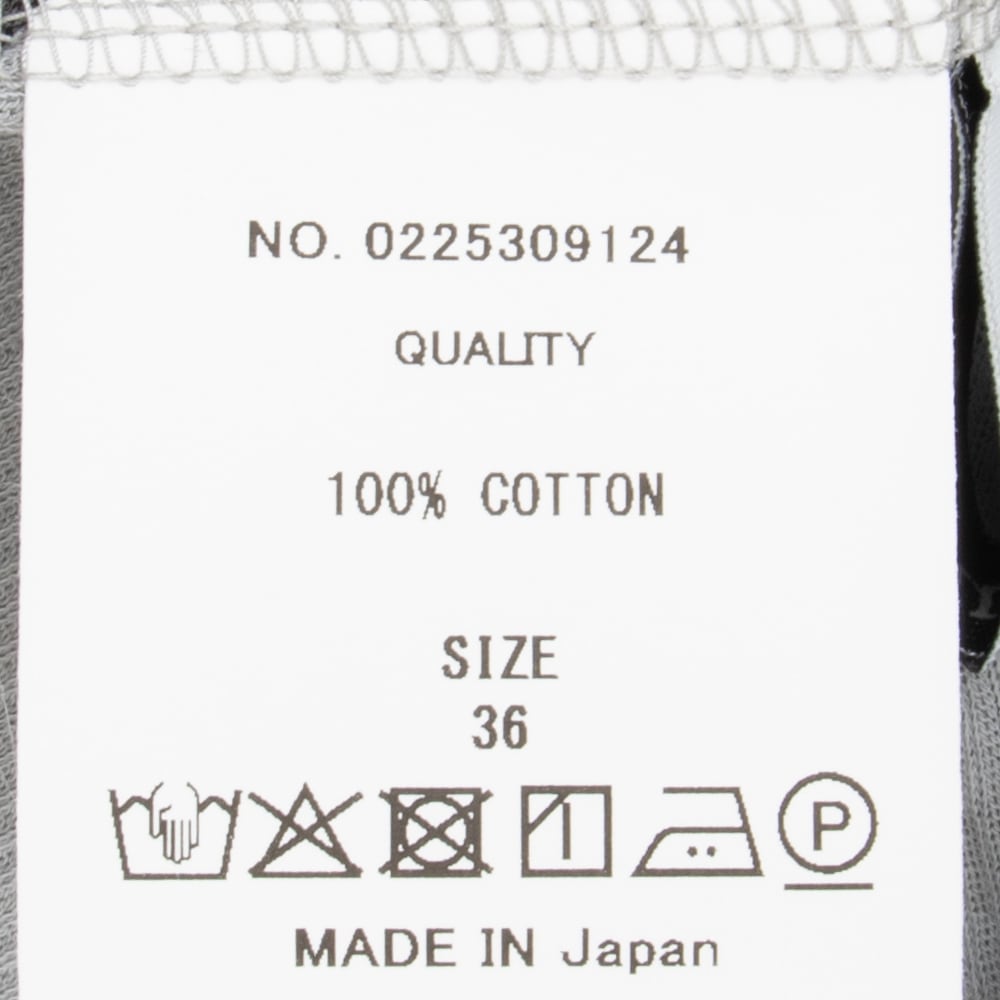 NO. 0225309124
QUALITY
100% COTTON
SIZE
36
P
MADE IN Japan